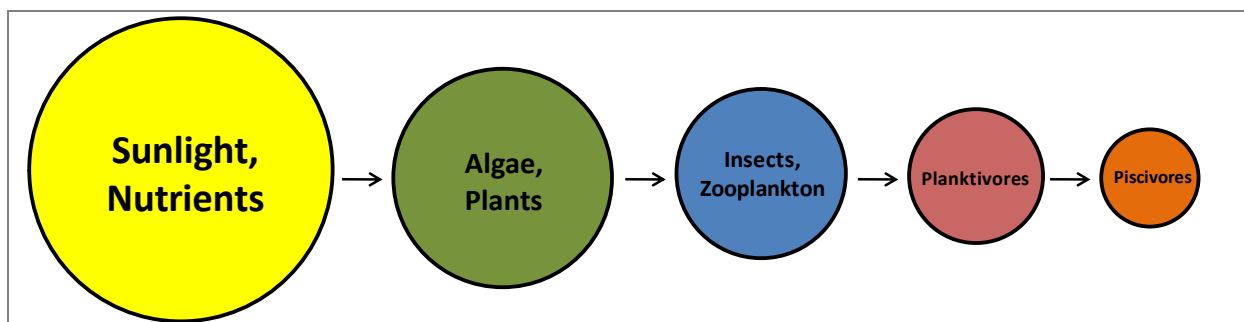 Sunlight,
Nutrients
Algae,
Plants
Insects,
Zooplankton
Planktivores
Piscivores